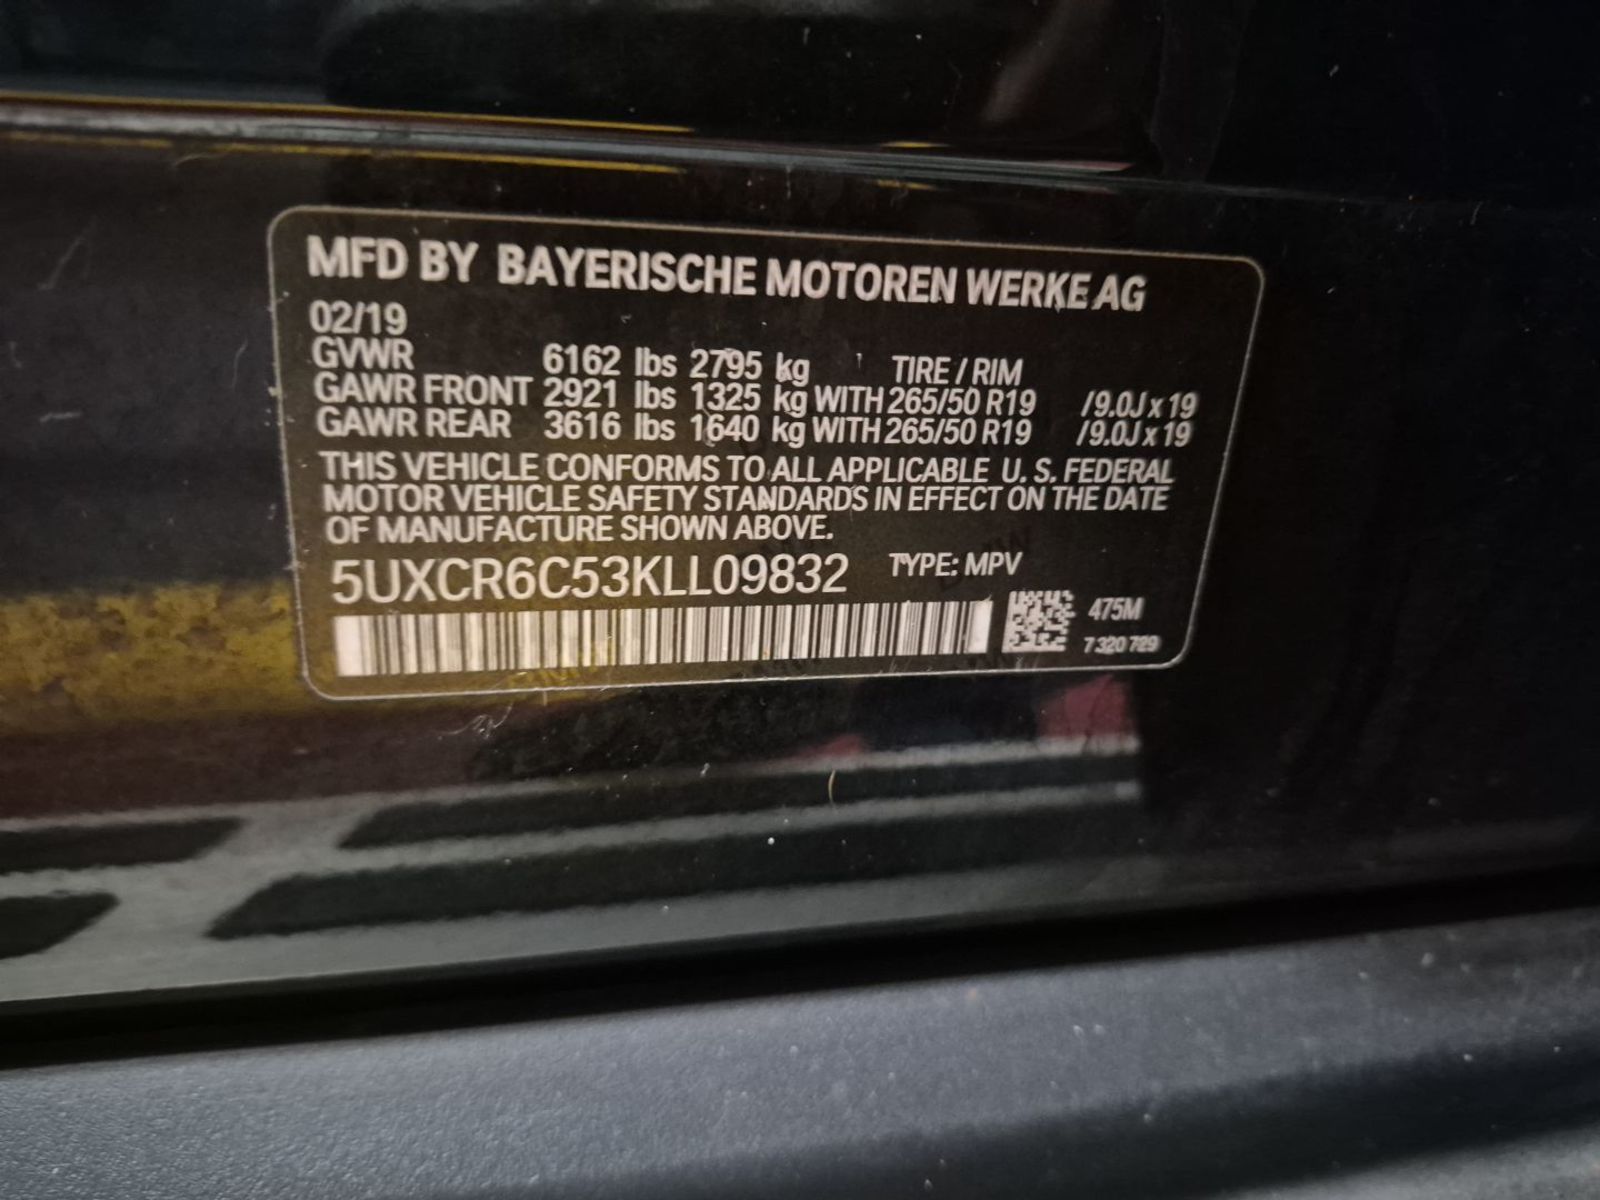 MFD BY BAYERISCHE MOTOREN WERKE AG
02/19
GVWR 6162 lbs 2795 kg TIRE / RIM
GAWR FRONT 2921 lbs 1325 kg WITH 265/50 R19 /9.0J x 19
GAWR REAR 3616 lbs 1640 kg WITH 265/50 R19 /9.0J x 19
THIS VEHICLE CONFORMS TO ALL APPLICABLE U. S. FEDERAL
MOTOR VEHICLE SAFETY STANDARDS IN EFFECT ON THE DATE
OF MANUFACTURE SHOWN ABOVE.
5UXCR6C53KLL09832 TYPE: MPV
475M
7 320 729